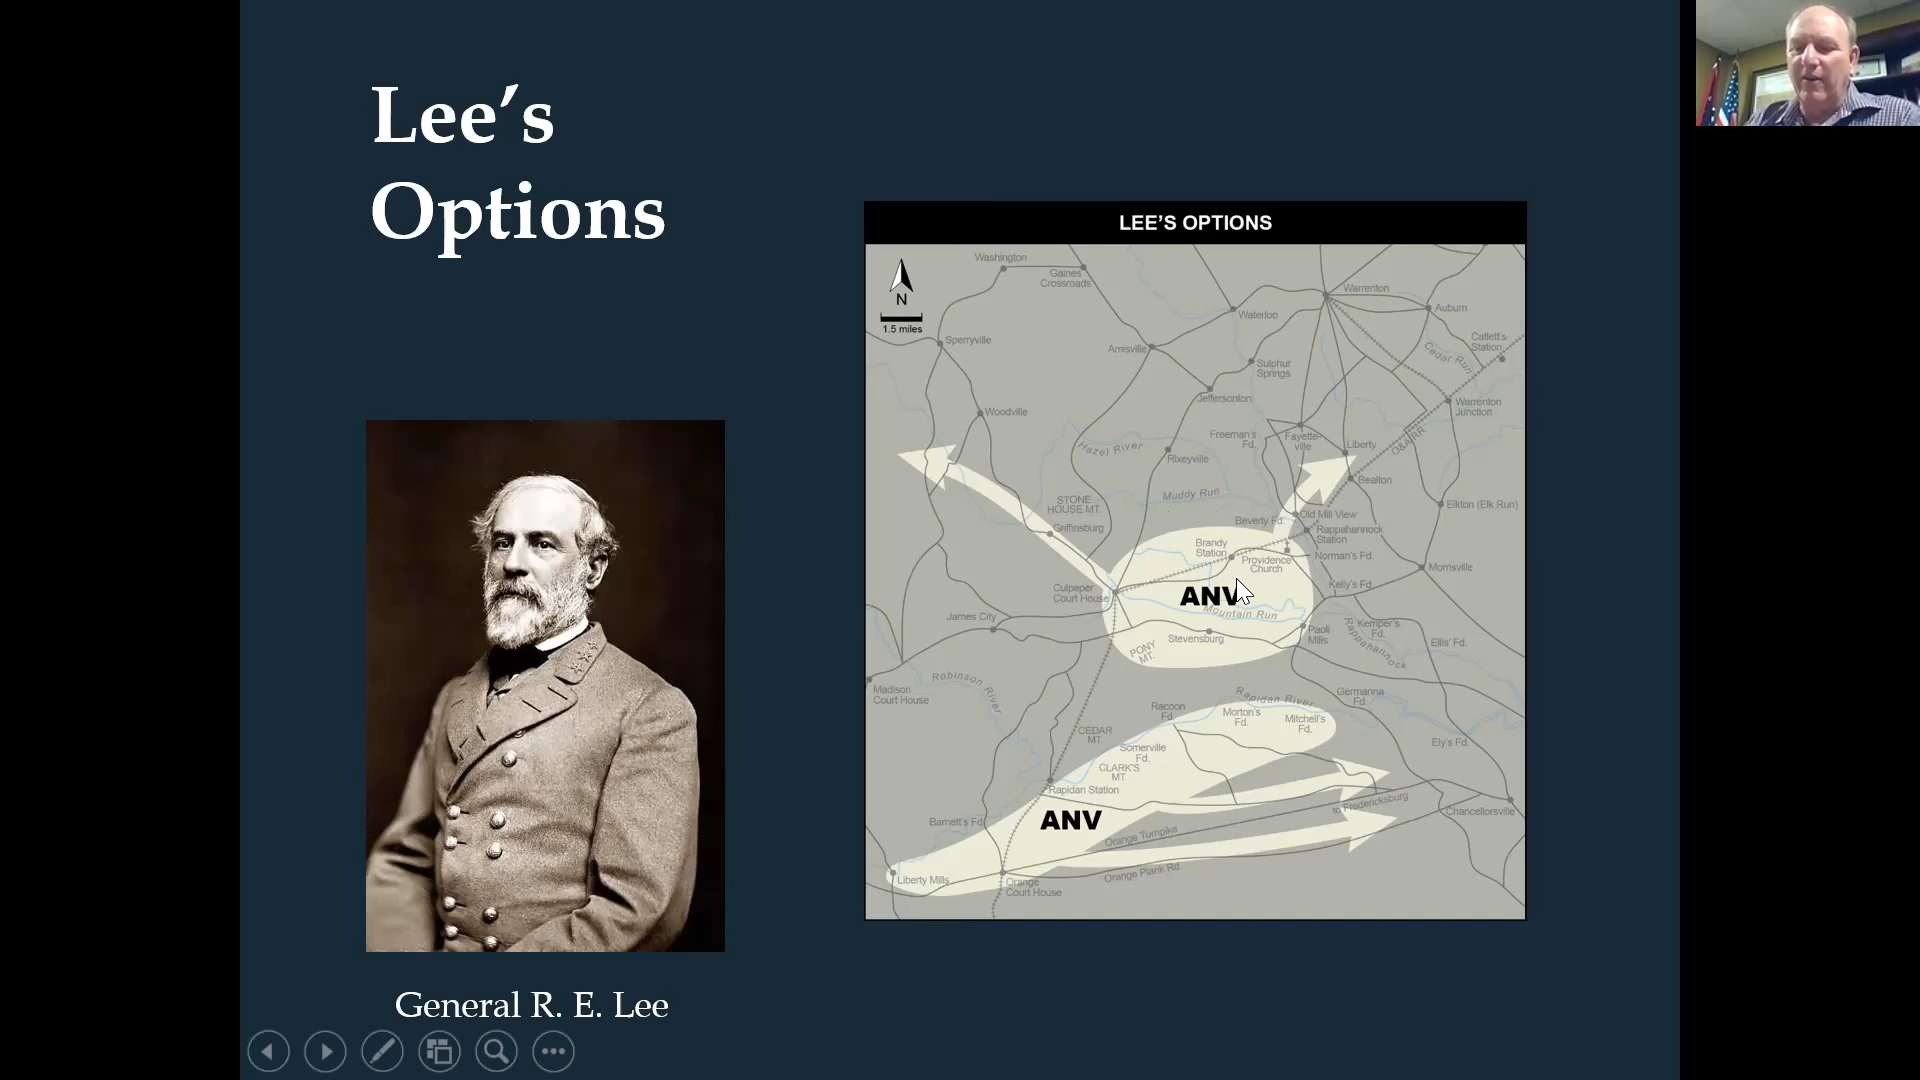 Lee's
Options
General R. E. Lee
LEE'S OPTIONS
N
1.5 miles
Washington
Gaines
Crossroads
Warrenton
Waterloo
Auburn
Catlett's
Station
Cedar Run
Sperryville
Amisville
Sulphur
Springs
Jeffersonton
Warrenton
Junction
Woodville
Freeman's
Fd.
Fayette-
ville
Liberty
O&A RR
Hazel River
Rixeyville
Bealton
Muddy Run
STONE
HOUSE MT.
Elkton (Elk Run)
Griffinsburg
Beverly Fd.
Old Mill View
Rappahannock
Station
Brandy
Station
Providence
Church
Norman's Fd.
Morrisville
Culpeper
Court House
Kelly's Fd.
ANV
Mountain Run
James City
Stevensburg
Paoli
Mills
Kemper's
Fd.
Rappahannock
Ellis' Fd.
PONY
MT.
Madison
Court House
Robinson River
Rapidan River
Germanna
Fd.
Racoon
Fd.
Morton's
Fd.
Mitchell's
Fd.
CEDAR
MT.
Somerville
Fd.
Ely's Fd.
CLARK'S
MT.
Rapidan Station
to Fredericksburg
Chancellorsville
Barnett's Fd.
ANV
Orange Turnpike
Orange Plank Rd.
Liberty Mills
Orange
Court House